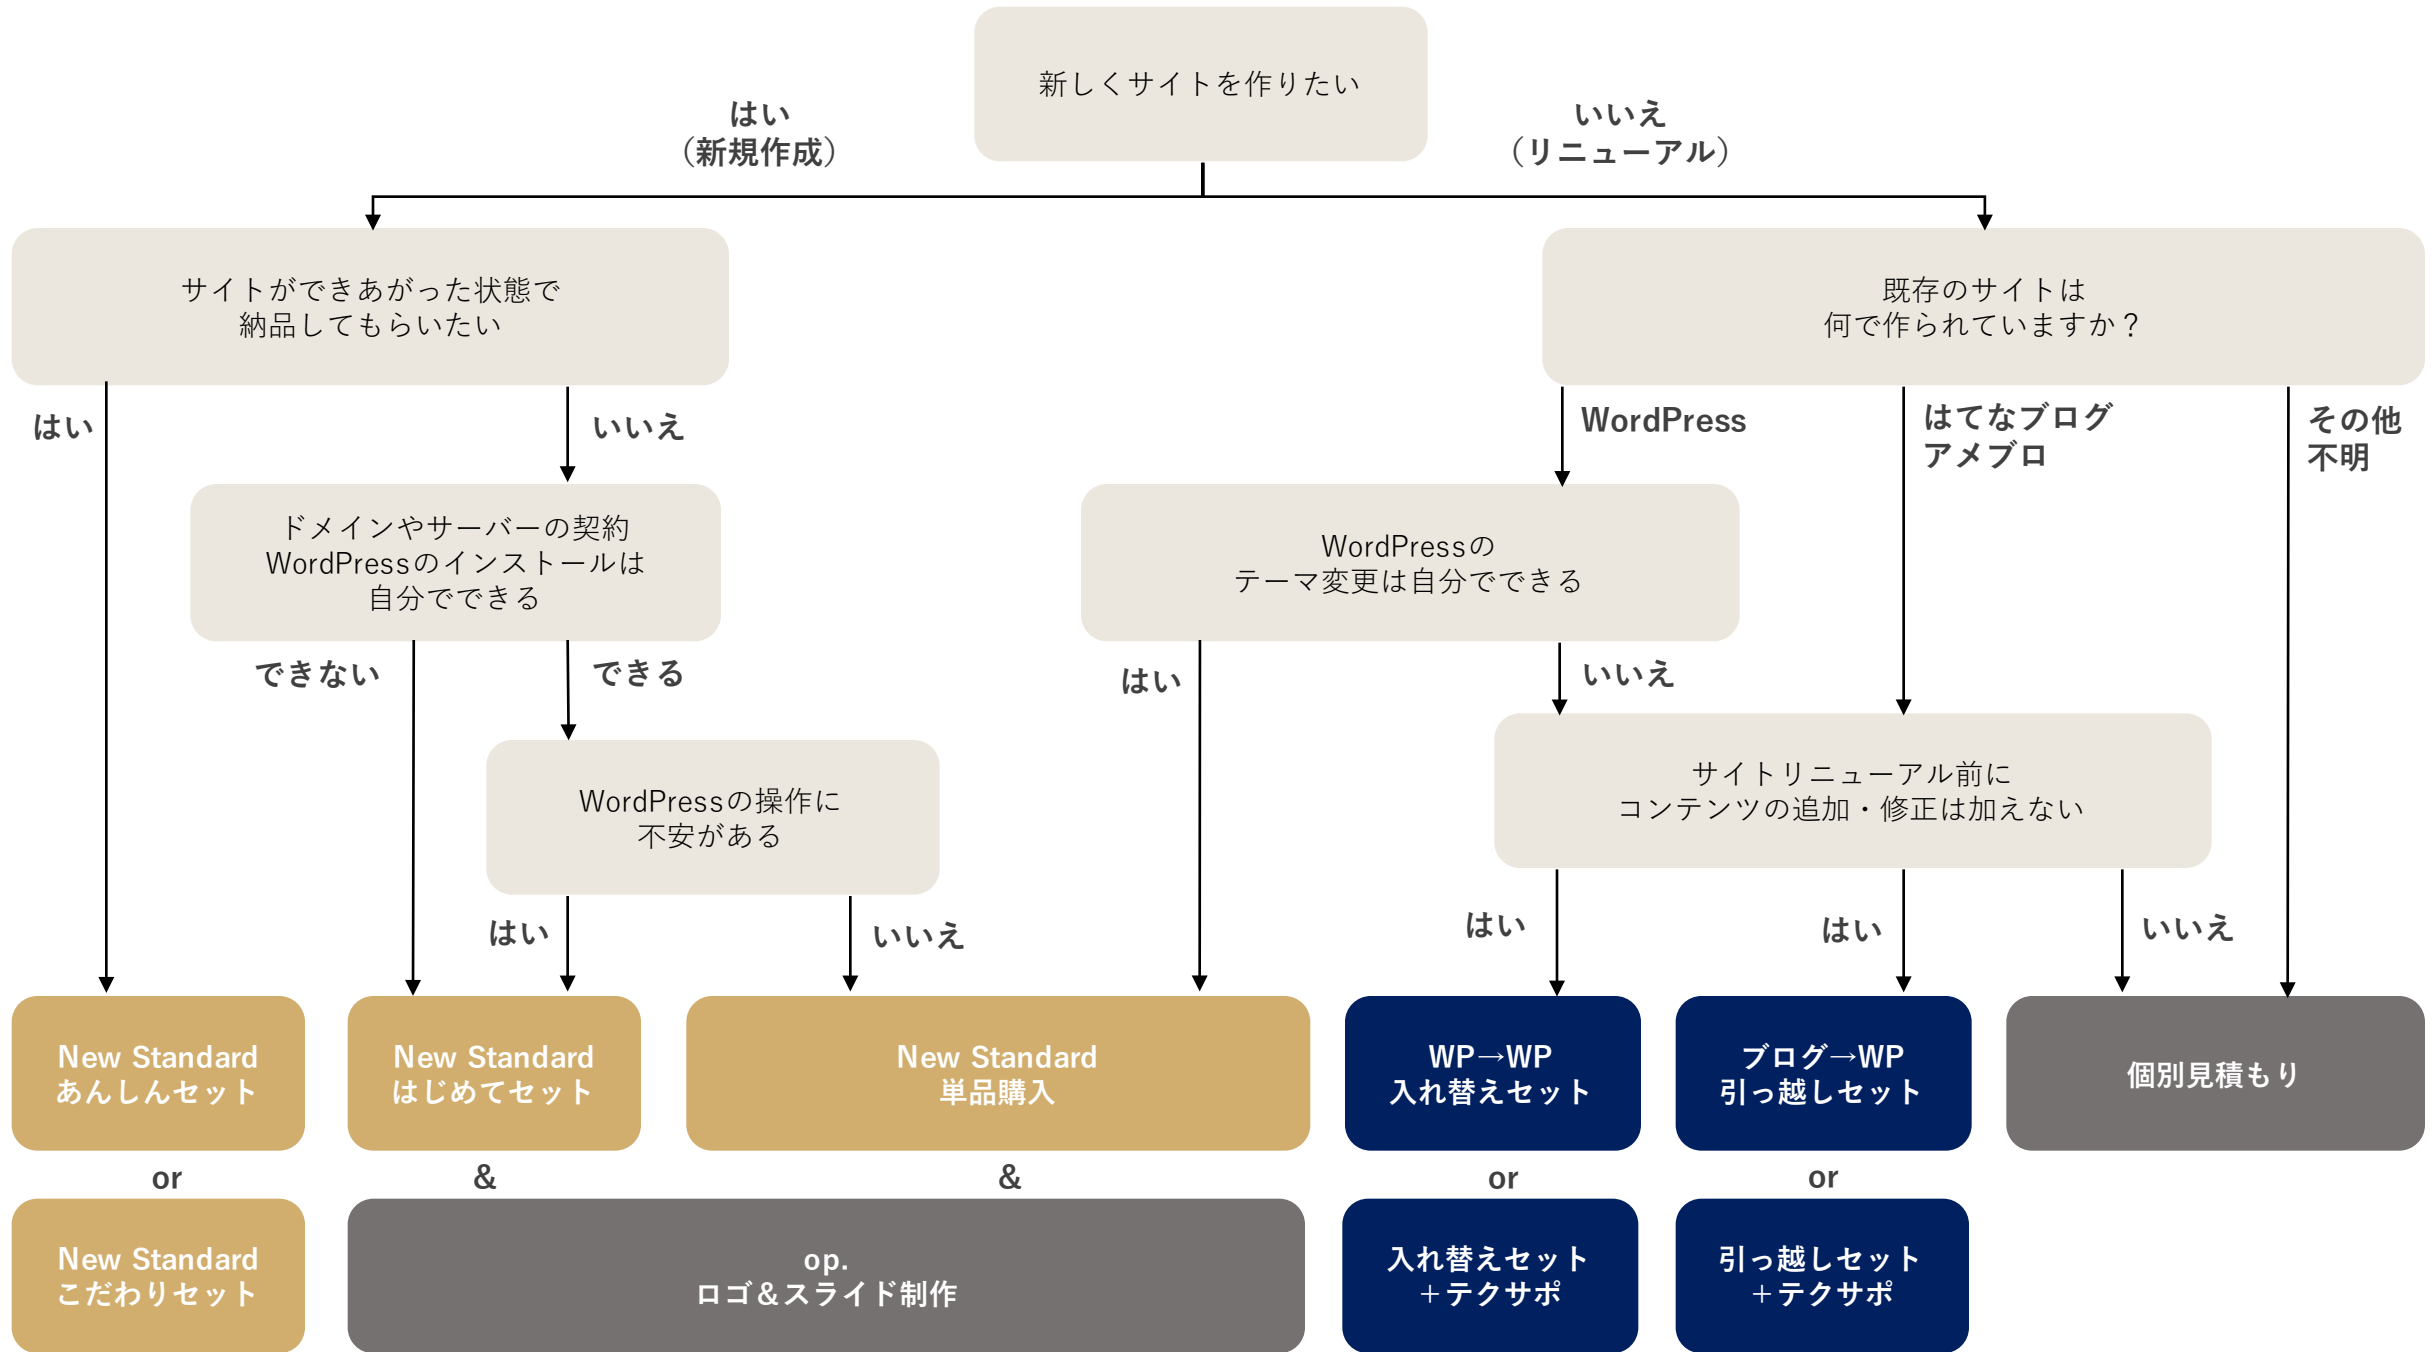 新しくサイトを作りたい
はい
（新規作成）
いいえ
（リニューアル）
サイトができあがった状態で
納品してもらいたい
既存のサイトは
何で作られていますか？
はい
いいえ
WordPress
はてなブログ
アメブロ
その他
不明
ドメインやサーバーの契約
WordPressのインストールは
自分でできる
WordPressの
テーマ変更は自分でできる
できない
できる
はい
いいえ
WordPressの操作に
不安がある
サイトリニューアル前に
コンテンツの追加・修正は加えない
はい
いいえ
はい
はい
いいえ
New Standard
あんしんセット
New Standard
はじめてセット
New Standard
単品購入
WP→WP
入れ替えセット
ブログ→WP
引っ越しセット
個別見積もり
or
&
&
or
or
New Standard
こだわりセット
op.
ロゴ＆スライド制作
入れ替えセット
＋テクサポ
引っ越しセット
＋テクサポ